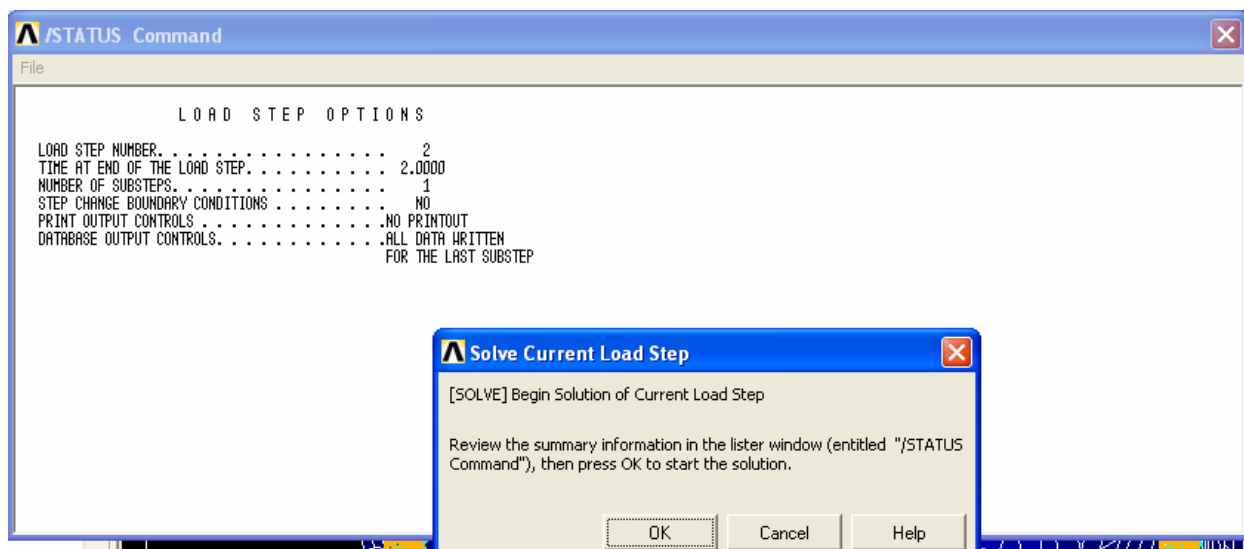 /STATUS Command
File
LOAD STEP OPTIONS
LOAD STEP NUMBER. . . . . . . . . . . . . . . . . . 2
TIME AT END OF THE LOAD STEP. . . . . . . . . . . 2.0000
NUMBER OF SUBSTEPS. . . . . . . . . . . . . . . . . 1
STEP CHANGE BOUNDARY CONDITIONS . . . . . . . . NO
PRINT OUTPUT CONTROLS . . . . . . . . . . . . . .NO PRINTOUT
DATABASE OUTPUT CONTROLS. . . . . . . . . . . . .ALL DATA WRITTEN
FOR THE LAST SUBSTEP
Solve Current Load Step
[SOLVE] Begin Solution of Current Load Step
Review the summary information in the lister window (entitled "/STATUS
Command"), then press OK to start the solution.
OK Cancel Help